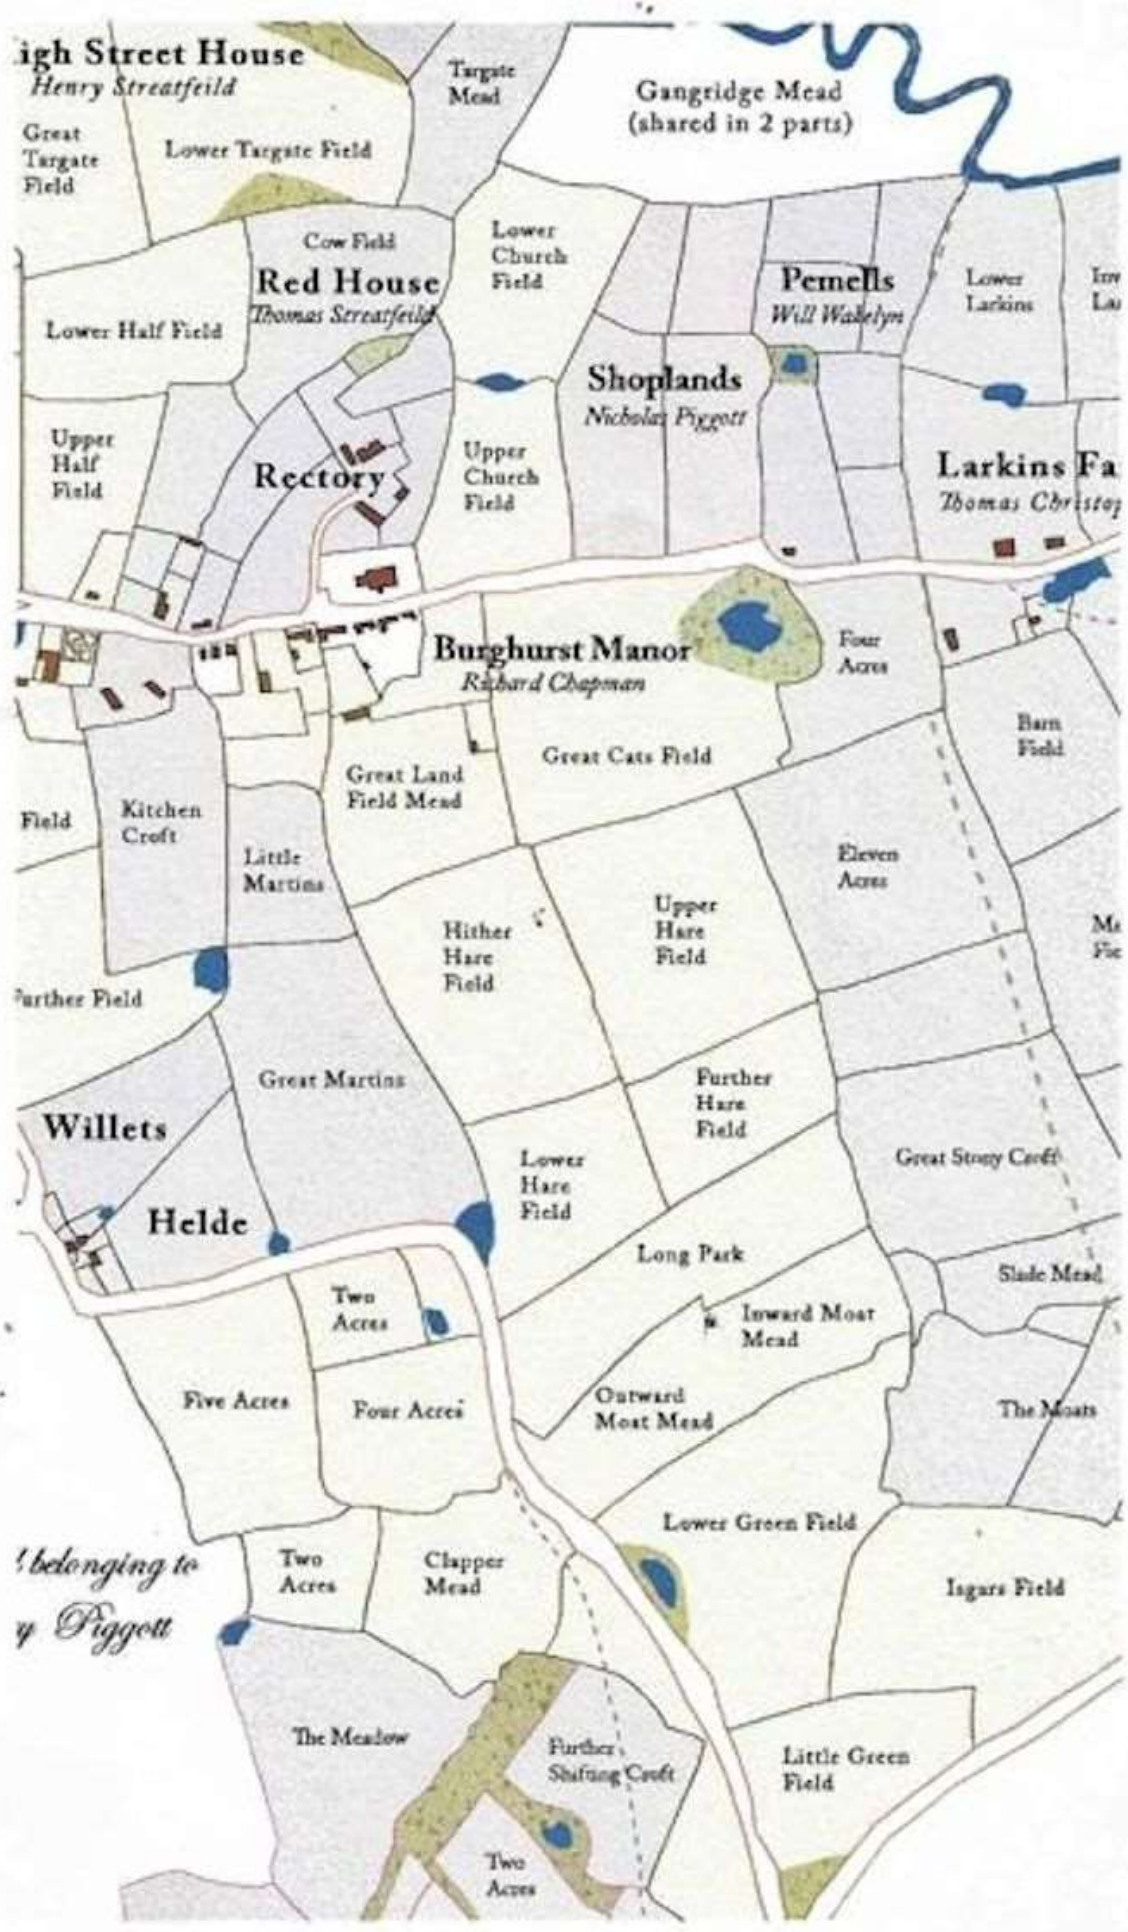 igh Street House
Henry Streatfeild
Targate
Mead
Gangridge Mead
(shared in 2 parts)
Great
Targate
Field
Lower Targate Field
Cow Field
Red House
Thomas Streatfeild
Lower
Church
Field
Pernells
Will Wakelyn
Lower
Larkins
Inw
La
Lower Half Field
Shoplands
Nicholas Piggott
Upper
Half
Field
Rectory
Upper
Church
Field
Larkins Fa
Thomas Christop
Burghurst Manor
Richard Chapman
Four
Acres
Barn
Field
Great Cats Field
Great Land
Field Mead
Field
Kitchen
Croft
Little
Martins
Eleven
Acres
Hither
Hare
Field
Upper
Hare
Field
Fie
Further Field
Great Martins
Further
Hare
Field
Willets
Great Stony Croft
Lower
Hare
Field
Helde
Long Park
Slade Mead
Two
Acres
Inward Moat
Mead
Five Acres
Four Acres
Outward
Moat Mead
The Moats
Lower Green Field
belonging to
y Piggott
Two
Acres
Clapper
Mead
Isgars Field
The Meadow
Further
Shifting Croft
Little Green
Field
Two
Acres